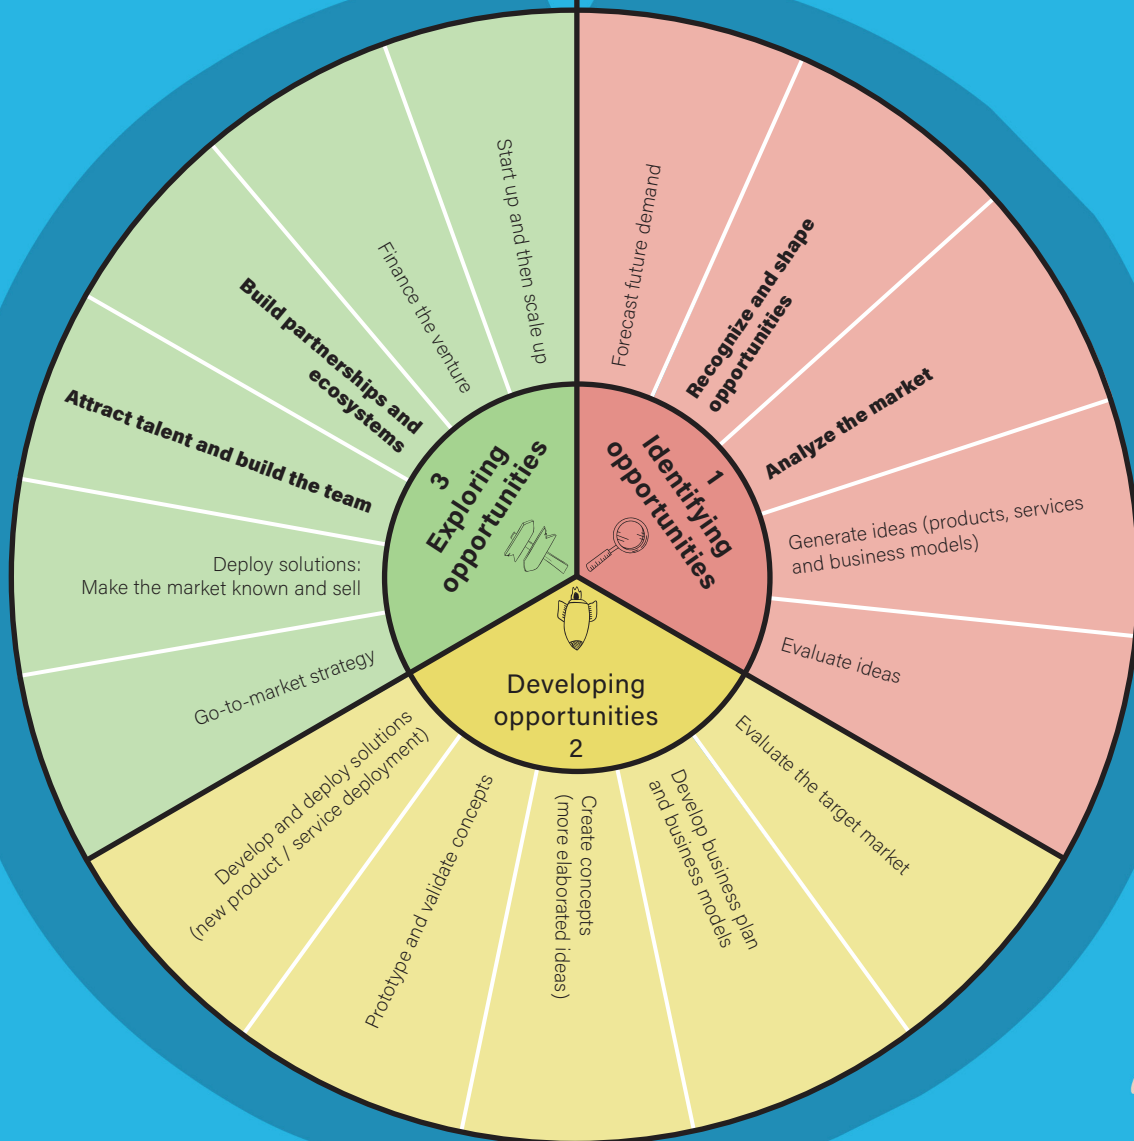 1
Identifying
opportunities
Forecast future demand
Recognize and shape
opportunities
Analyze the market
Generate ideas (products, services
and business models)
Evaluate ideas
Developing
opportunities
2
Evaluate the target market
Develop business plan
and business models
Create concepts
(more elaborated ideas)
Prototype and validate concepts
Develop and deploy solutions
(new product / service deployment)
3
Exploring
opportunities
Go-to-market strategy
Deploy solutions:
Make the market known and sell
Attract talent and build the team
Build partnerships and
ecosystems
Finance the venture
Start up and then scale up